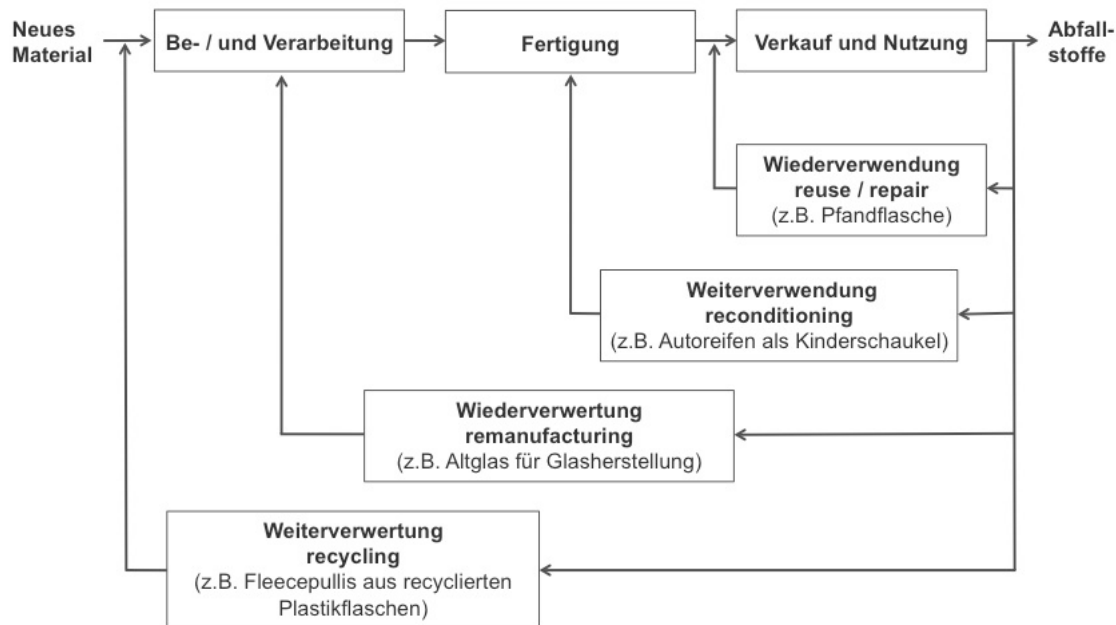 Neues
Material
Be- / und Verarbeitung
Fertigung
Verkauf und Nutzung
Abfall-
stoffe
Wiederverwendung
reuse / repair
(z.B. Pfandflasche)
Weiterverwendung
reconditioning
(z.B. Autoreifen als Kinderschaukel)
Wiederverwertung
remanufacturing
(z.B. Altglas für Glasherstellung)
Weiterverwertung
recycling
(z.B. Fleecepullis aus recyclierten
Plastikflaschen)